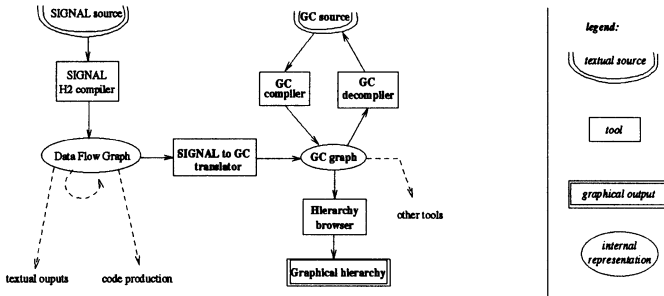 SIGNAL source
SIGNAL
H2 compiler
Data Flow Graph
textual ouputs
code production
SIGNAL to GC
translator
GC source
GC
compiler
GC
decompiler
GC graph
other tools
Hierarchy
browser
Graphical hierarchy
legend:
textual source
tool
graphical output
internal
representation